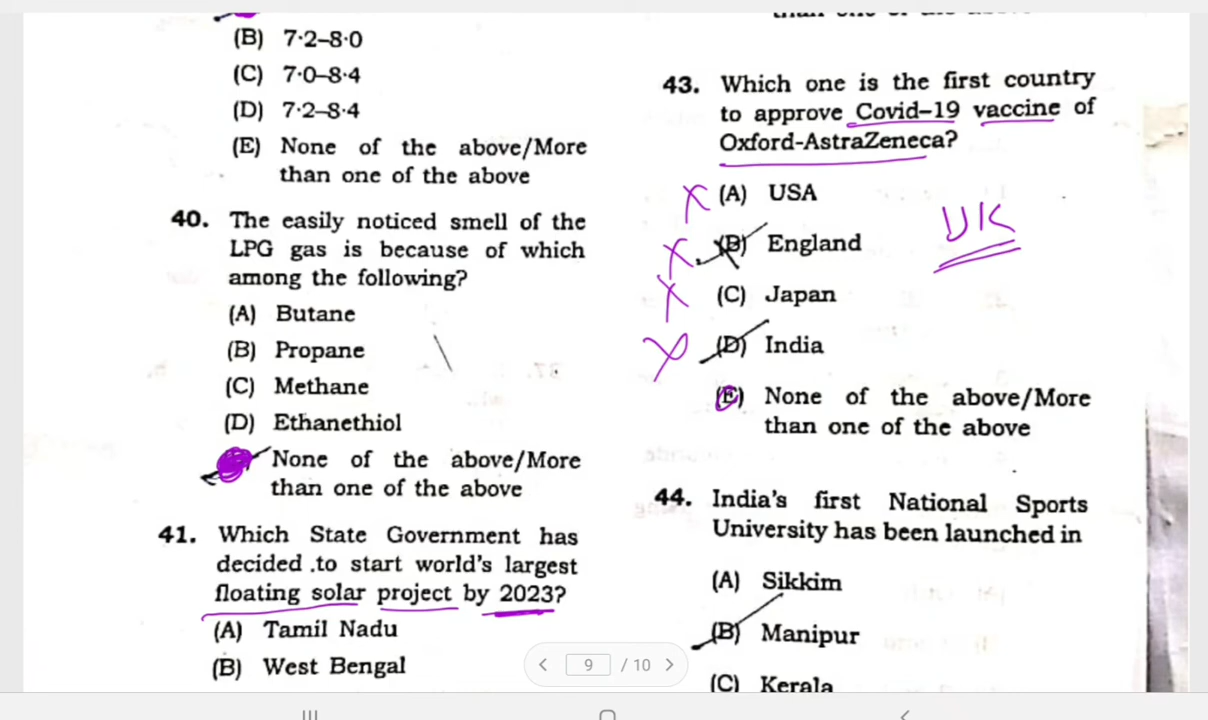 (B) 7·2–8·0
(C) 7·0–8·4
(D) 7·2–8·4
(E) None of the above/More
than one of the above
40. The easily noticed smell of the
LPG gas is because of which
among the following?
(A) Butane
(B) Propane
(C) Methane
(D) Ethanethiol
None of the above/More
than one of the above
41. Which State Government has
decided .to start world's largest
floating solar project by 2023?
(A) Tamil Nadu
(B) West Bengal
43. Which one is the first country
to approve Covid–19 vaccine of
Oxford-AstraZeneca?
(A) USA
(B) England
UK
(C) Japan
(D) India
(E) None of the above/More
than one of the above
44. India's first National Sports
University has been launched in
(A) Sikkim
(B) Manipur
(C) Kerala
9 / 10